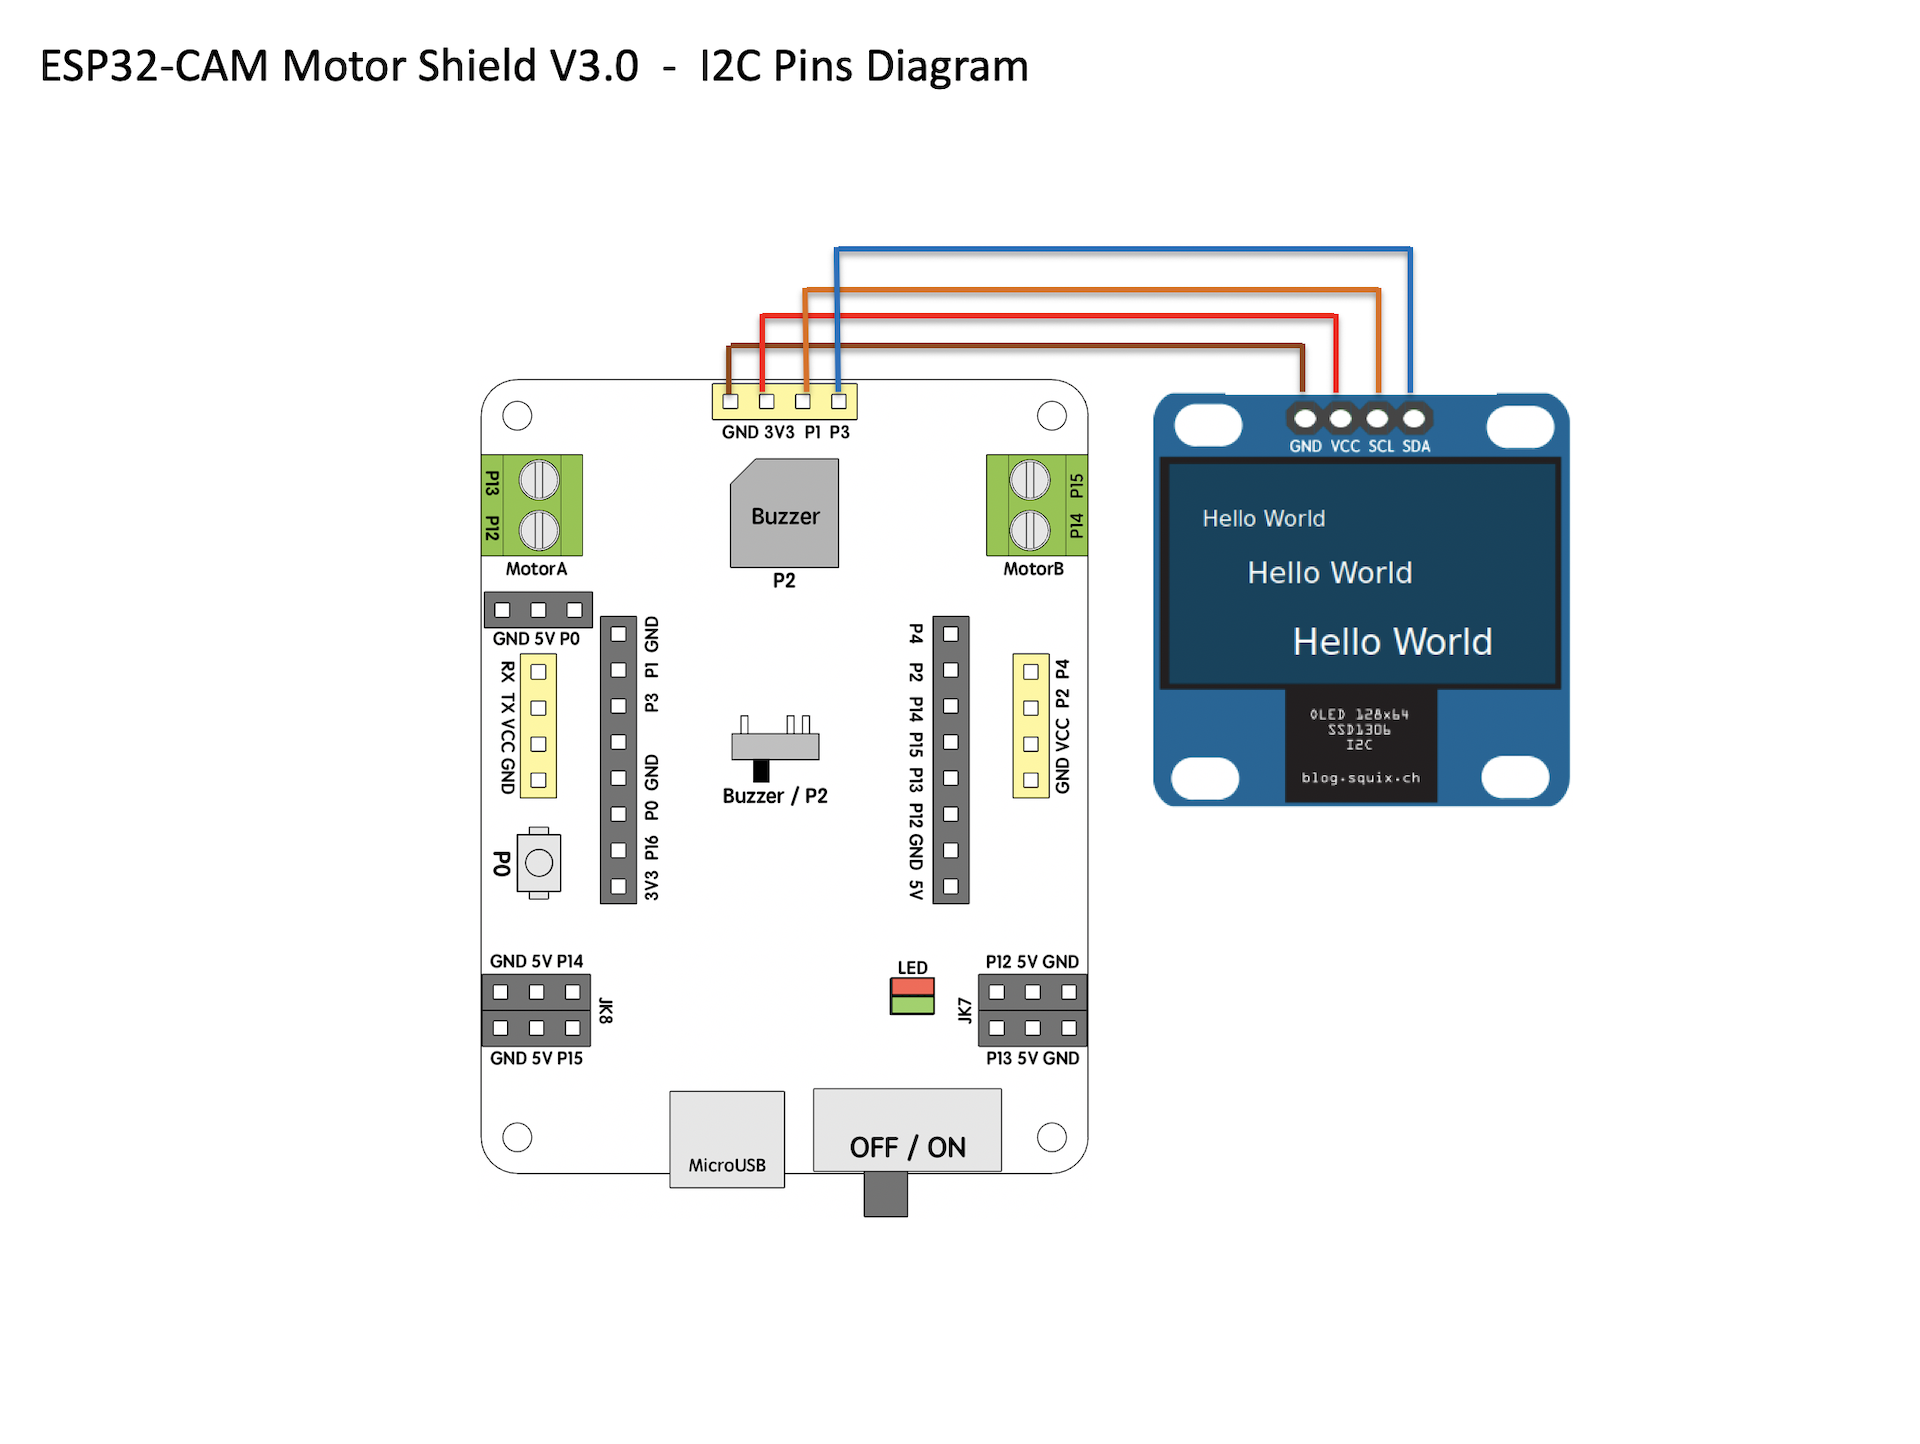 ESP32-CAM Motor Shield V3.0 - I2C Pins Diagram
GND 3V3 P1 P3
GND VCC SCL SDA
P13
P12
MotorA
Buzzer
P2
P15
P14
MotorB
Hello World
Hello World
Hello World
OLED 128x64
SSD1306
I2C
blog.squix.ch
GND 5V P0
RX TX VCC GND
GND P1 P3 GND P0 P16 3V3
Buzzer / P2
P4 P2 P14 P15 P13 P12 GND 5V
GND VCC P2 P4
P0
GND 5V P14
JK8
GND 5V P15
LED
P12 5V GND
JK7
P13 5V GND
MicroUSB
OFF / ON